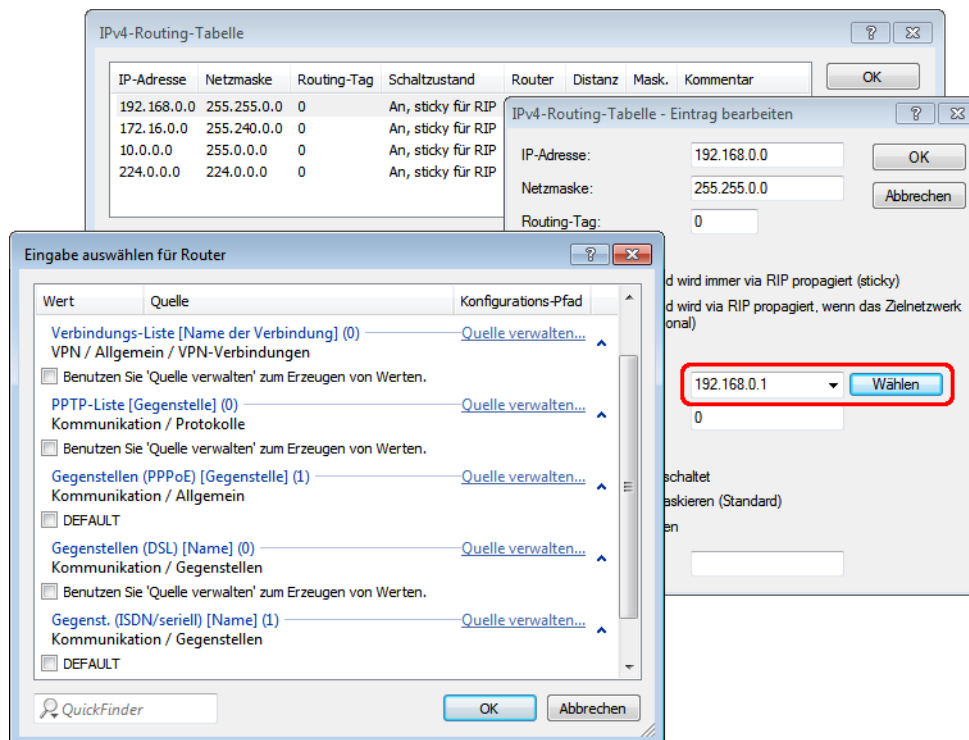 IPv4-Routing-Tabelle
IP-Adresse Netzmaske Routing-Tag Schaltzustand Router Distanz Mask. Kommentar
OK
192.168.0.0 255.255.0.0 0 An, sticky für RIP
172.16.0.0 255.240.0.0 0 An, sticky für RIP
10.0.0.0 255.0.0.0 0 An, sticky für RIP
224.0.0.0 224.0.0.0 0 An, sticky für RIP
IPv4-Routing-Tabelle - Eintrag bearbeiten
IP-Adresse: 192.168.0.0
OK
Netzmaske: 255.255.0.0
Abbrechen
Routing-Tag: 0
d wird immer via RIP propagiert (sticky)
d wird via RIP propagiert, wenn das Zielnetzwerk
onal)
192.168.0.1 Wählen
0
schaltet
askieren (Standard)
en
Eingabe auswählen für Router
Wert Quelle Konfigurations-Pfad
Verbindungs-Liste [Name der Verbindung] (0) Quelle verwalten...
VPN / Allgemein / VPN-Verbindungen
Benutzen Sie 'Quelle verwalten' zum Erzeugen von Werten.
PPTP-Liste [Gegenstelle] (0) Quelle verwalten...
Kommunikation / Protokolle
Benutzen Sie 'Quelle verwalten' zum Erzeugen von Werten.
Gegenstellen (PPPoE) [Gegenstelle] (1) Quelle verwalten...
Kommunikation / Allgemein
DEFAULT
Gegenstellen (DSL) [Name] (0) Quelle verwalten...
Kommunikation / Gegenstellen
Benutzen Sie 'Quelle verwalten' zum Erzeugen von Werten.
Gegenst. (ISDN/seriell) [Name] (1) Quelle verwalten...
Kommunikation / Gegenstellen
DEFAULT
QuickFinder
OK
Abbrechen